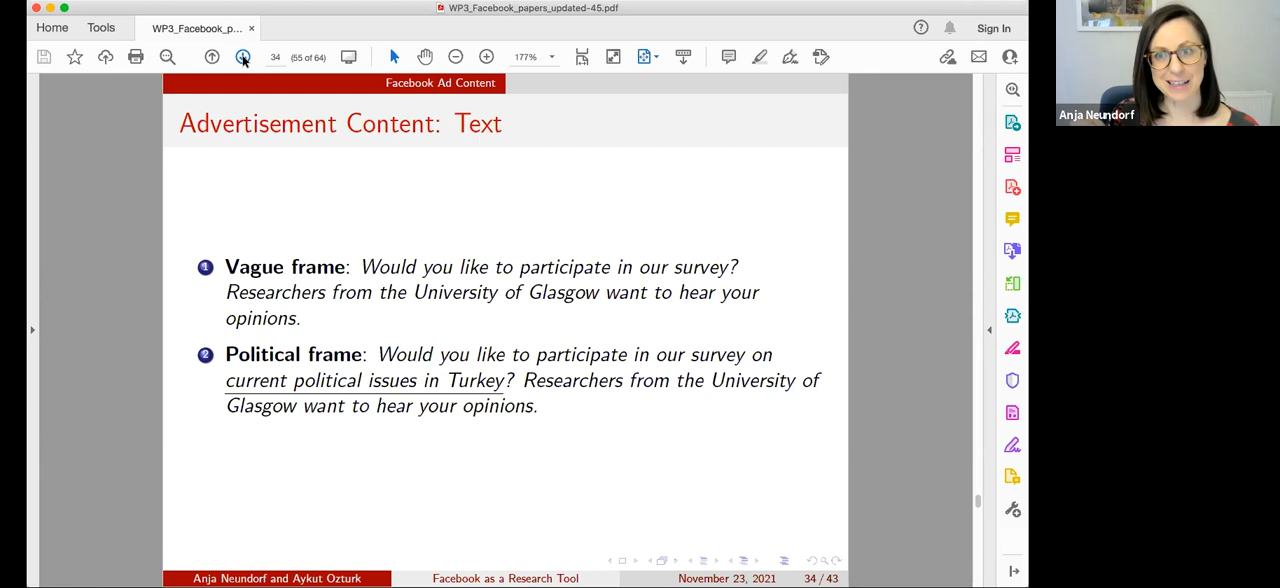 WP3_Facebook_papers_updated-45.pdf
Home Tools WP3_Facebook_p... × Sign In
34 (55 of 64) 177%
Anja Neundorf
Facebook Ad Content
Advertisement Content: Text
1 Vague frame: Would you like to participate in our survey?
Researchers from the University of Glasgow want to hear your
opinions.
2 Political frame: Would you like to participate in our survey on
current political issues in Turkey? Researchers from the University of
Glasgow want to hear your opinions.
Anja Neundorf and Aykut Ozturk Facebook as a Research Tool November 23, 2021 34 / 43